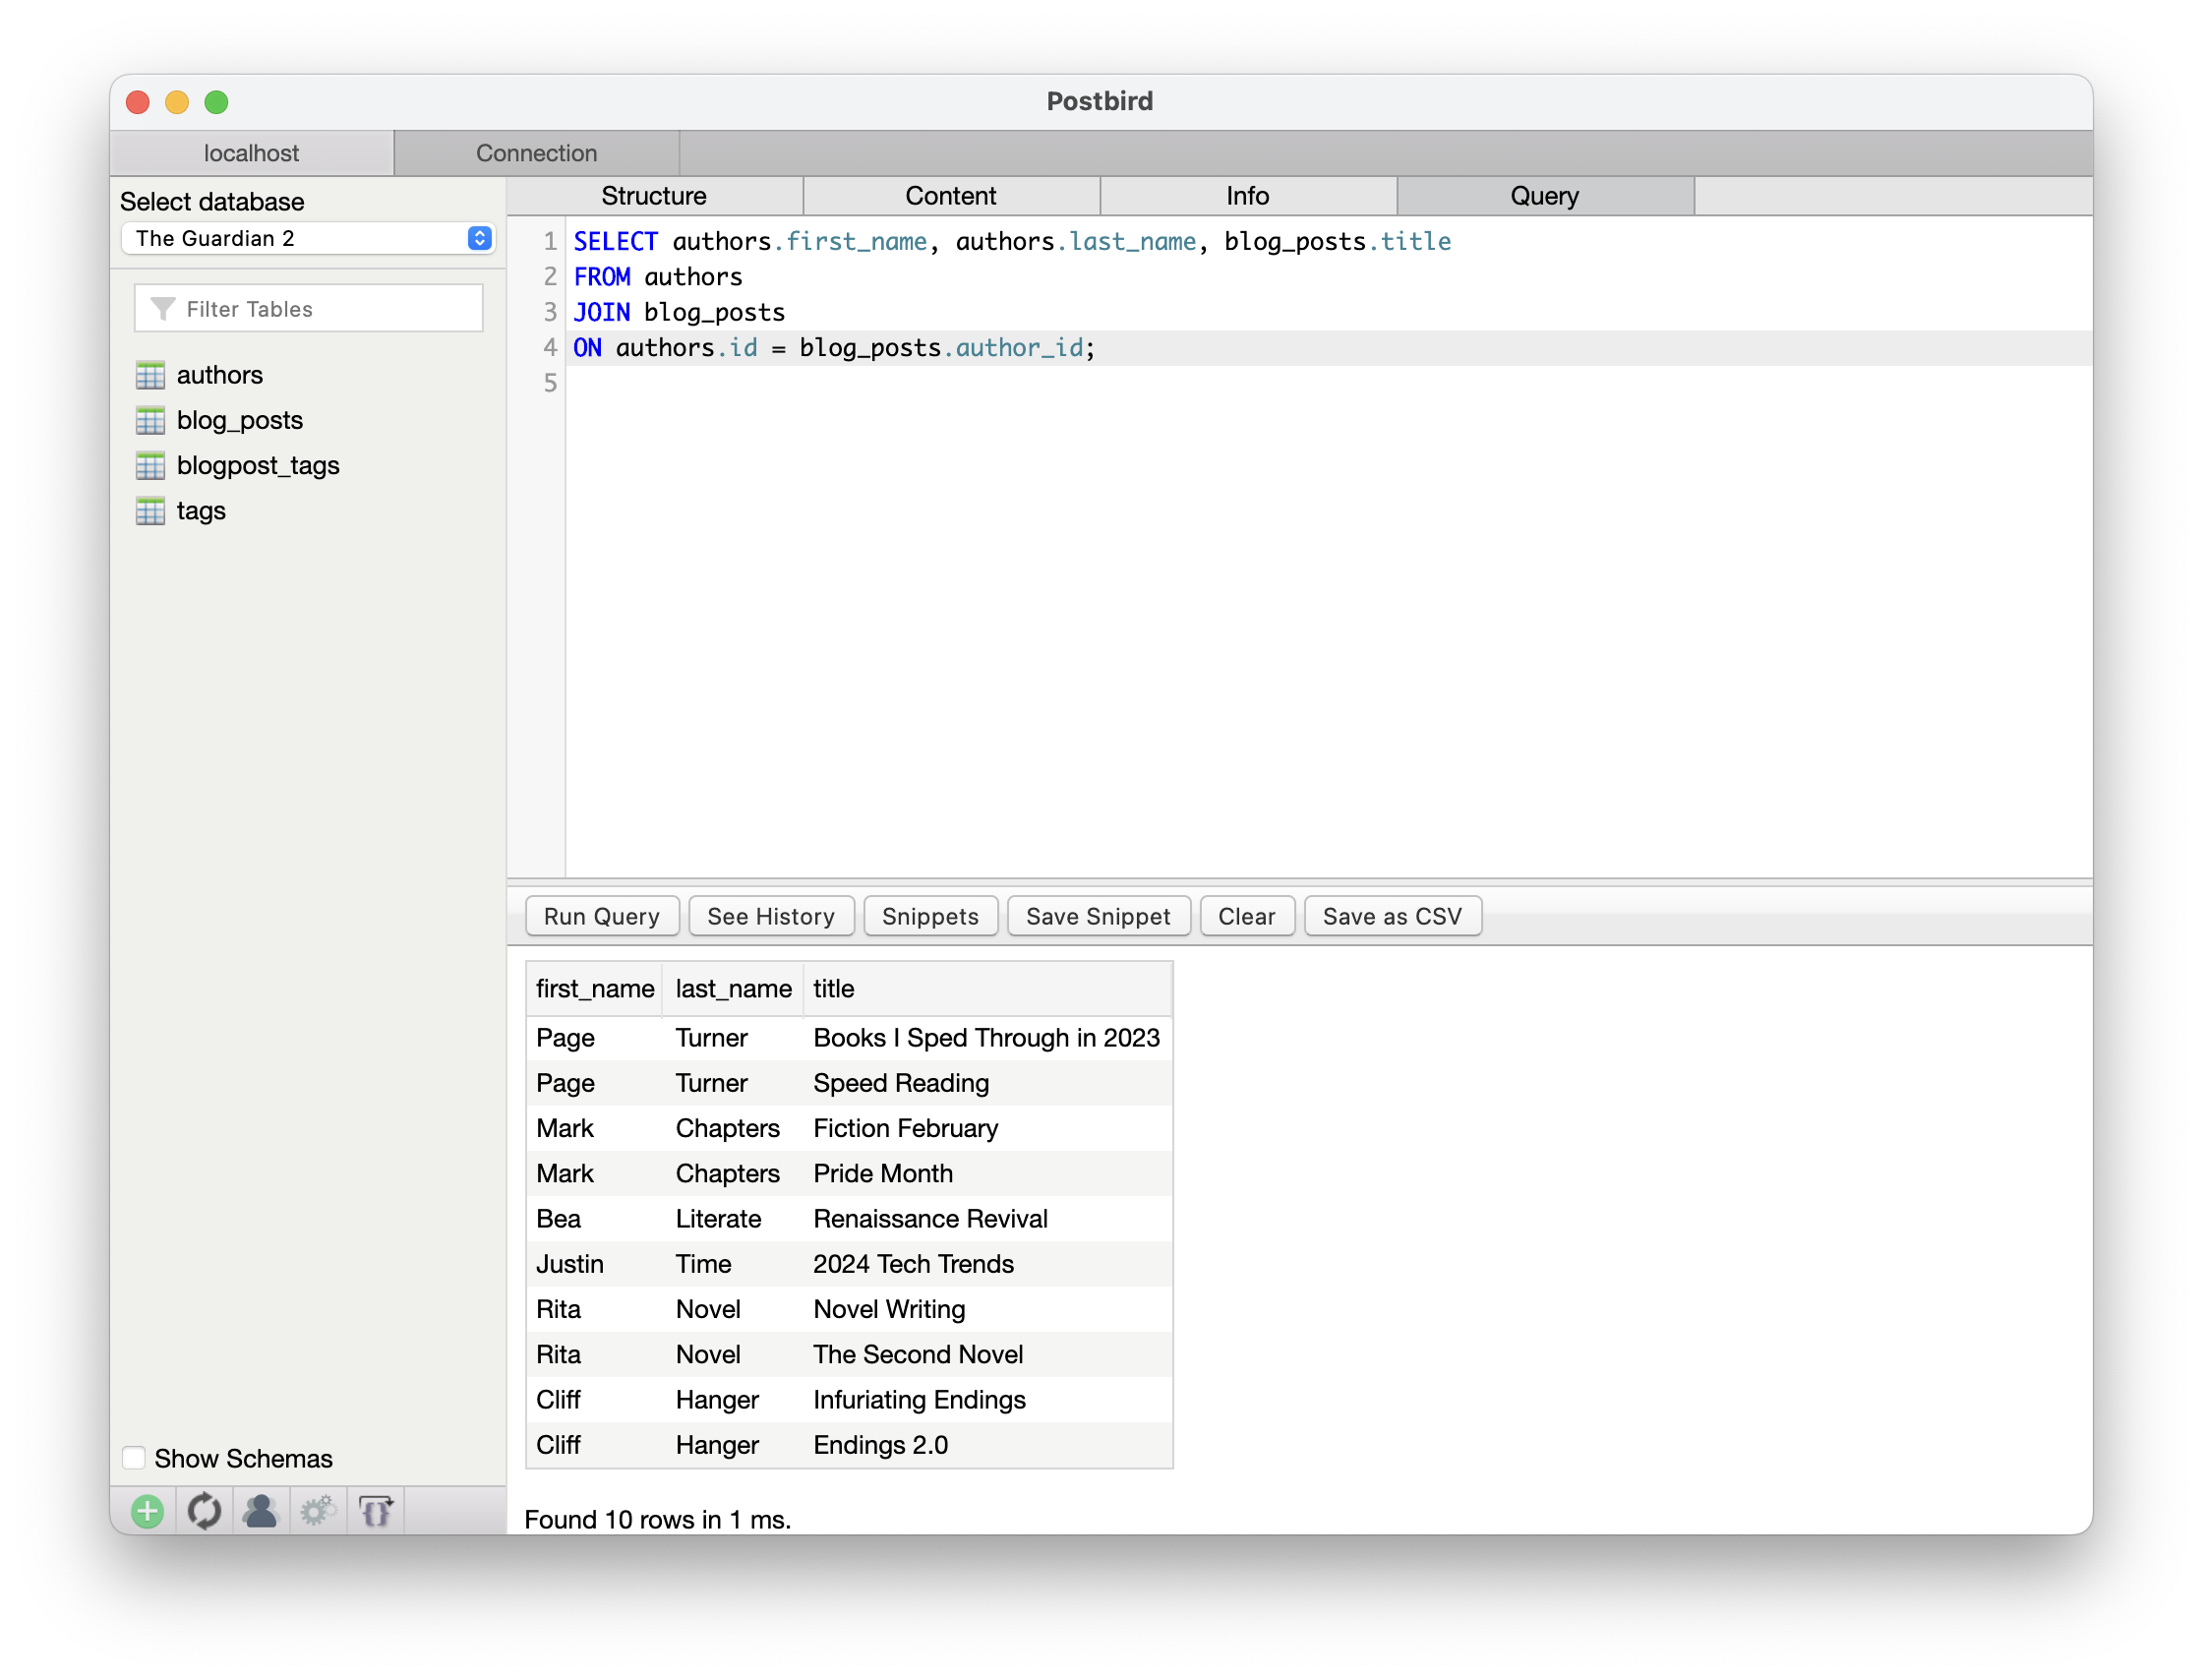 Postbird
localhost
Connection
Select database
The Guardian 2
Filter Tables
authors
blog_posts
blogpost_tags
tags
Show Schemas
Structure
Content
Info
Query
1 SELECT authors.first_name, authors.last_name, blog_posts.title
2 FROM authors
3 JOIN blog_posts
4 ON authors.id = blog_posts.author_id;
5
Run Query
See History
Snippets
Save Snippet
Clear
Save as CSV
first_name last_name title
Page Turner Books I Sped Through in 2023
Page Turner Speed Reading
Mark Chapters Fiction February
Mark Chapters Pride Month
Bea Literate Renaissance Revival
Justin Time 2024 Tech Trends
Rita Novel Novel Writing
Rita Novel The Second Novel
Cliff Hanger Infuriating Endings
Cliff Hanger Endings 2.0
Found 10 rows in 1 ms.